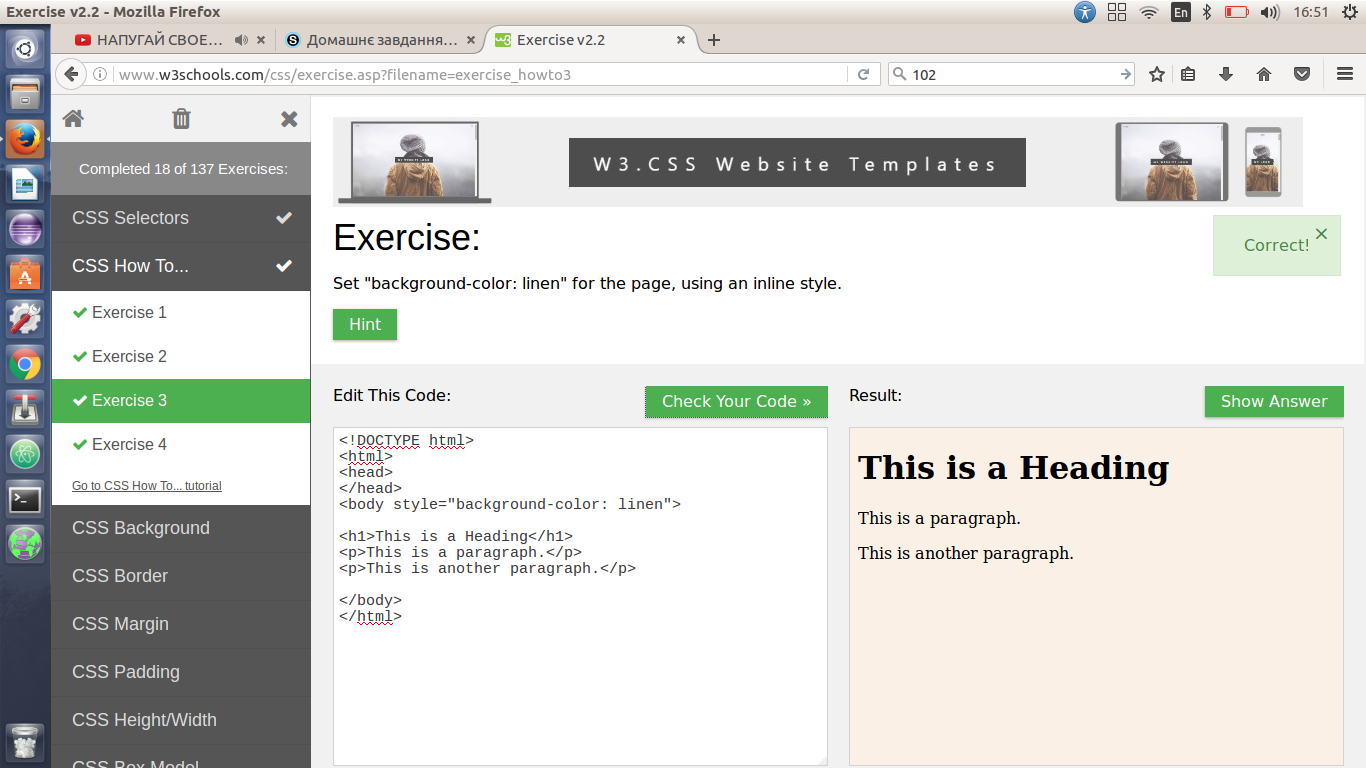 Exercise v2.2 - Mozilla Firefox
En
16:51
НАПУГАЙ СВОЕ...
Домашнє завдання...
w3
Exercise v2.2
www.w3schools.com/css/exercise.asp?filename=exercise_howto3
102
Completed 18 of 137 Exercises:
CSS Selectors
CSS How To...
Exercise 1
Exercise 2
Exercise 3
Exercise 4
Go to CSS How To... tutorial
CSS Background
CSS Border
CSS Margin
CSS Padding
CSS Height/Width
CSS Box Model
W3.CSS Website Templates
Exercise:
Correct!
Set "background-color: linen" for the page, using an inline style.
Hint
Edit This Code:
Check Your Code »
Result:
Show Answer
<!DOCTYPE html>
<html>
<head>
</head>
<body style="background-color: linen">
<h1>This is a Heading</h1>
<p>This is a paragraph.</p>
<p>This is another paragraph.</p>
</body>
</html>
This is a Heading
This is a paragraph.
This is another paragraph.